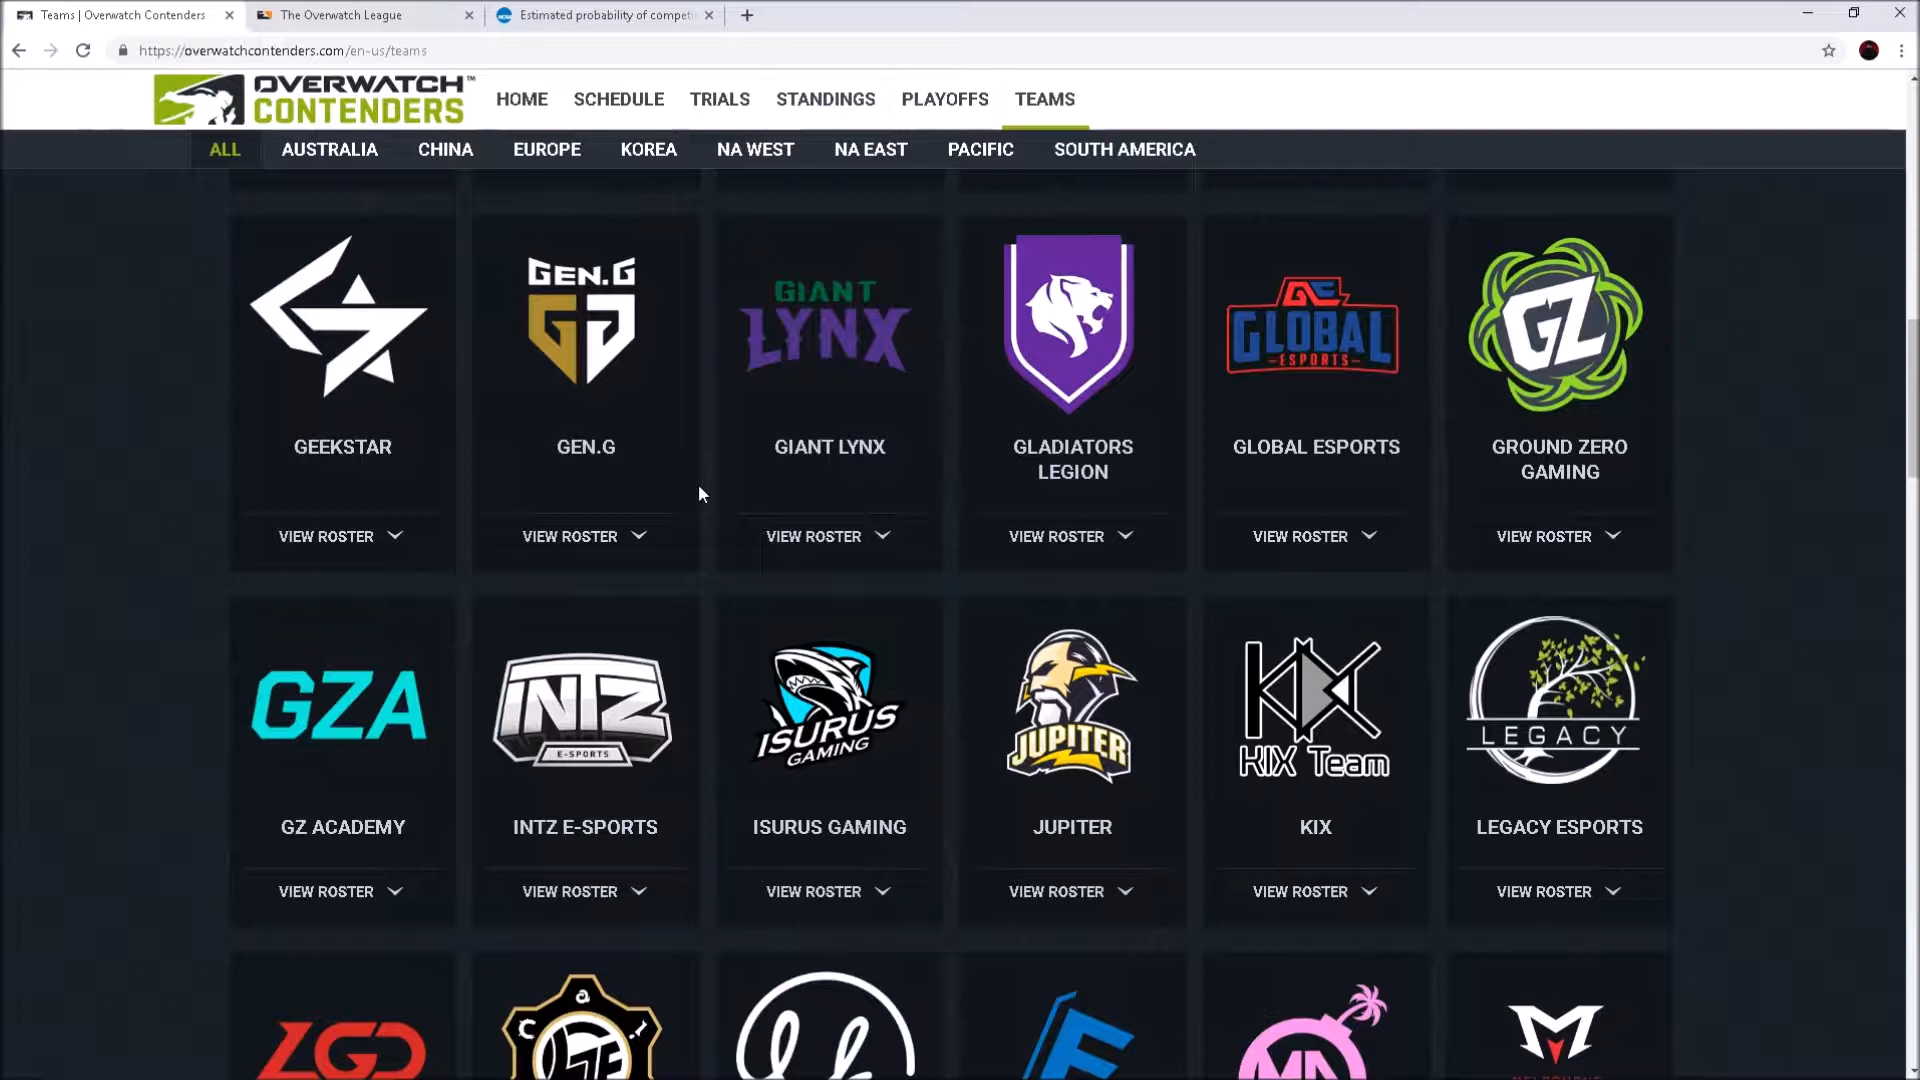 Teams | Overwatch Contenders
The Overwatch League
Estimated probability of competi
https://overwatchcontenders.com/en-us/teams
OVERWATCH™
CONTENDERS
HOME SCHEDULE TRIALS STANDINGS PLAYOFFS TEAMS
ALL AUSTRALIA CHINA EUROPE KOREA NA WEST NA EAST PACIFIC SOUTH AMERICA
GEN.G
GIANT
LYNX
GE
GLOBAL
ESPORTS
GZ
GEEKSTAR
GEN.G
GIANT LYNX
GLADIATORS
LEGION
GLOBAL ESPORTS
GROUND ZERO
GAMING
VIEW ROSTER VIEW ROSTER VIEW ROSTER VIEW ROSTER VIEW ROSTER VIEW ROSTER
GZA
INTZ
E-SPORTS
ISURUS
GAMING
JUPITER
KIX
KIX Team
LEGACY
GZ ACADEMY
INTZ E-SPORTS
ISURUS GAMING
JUPITER
KIX
LEGACY ESPORTS
VIEW ROSTER VIEW ROSTER VIEW ROSTER VIEW ROSTER VIEW ROSTER VIEW ROSTER
LGD